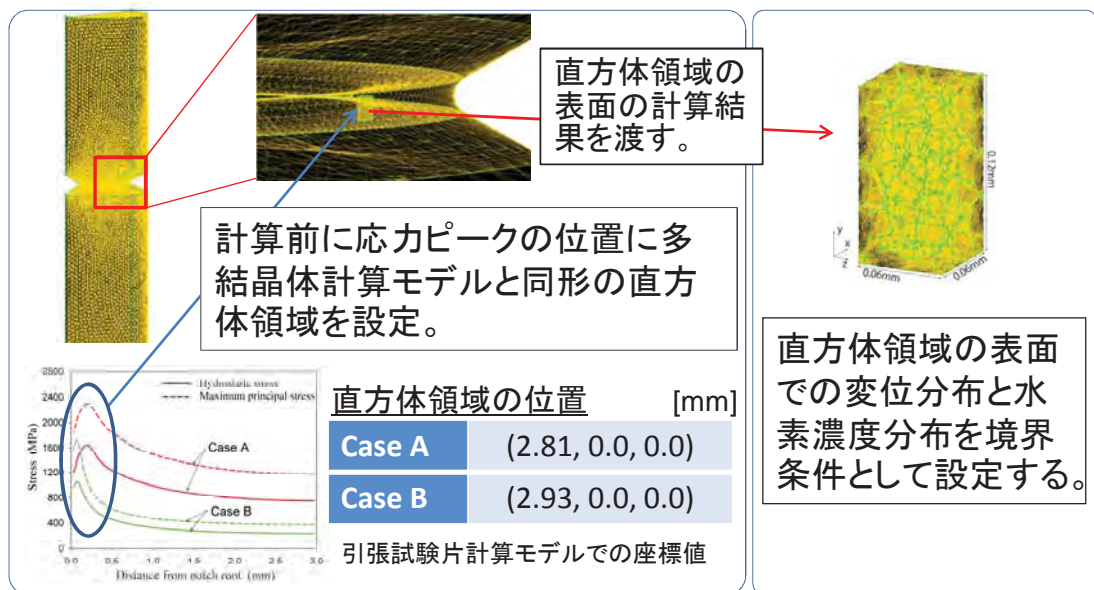 直方体領域の
表面の計算結
果を渡す。
計算前に応力ピークの位置に多
結晶体計算モデルと同形の直方
体領域を設定。
2800
2400
2000
1600
1200
800
400
0
Stress (MPa)
Hydrostatic stress
Maximum principal stress
Case A
Case B
0.0 0.5 1.0 1.5 2.0 2.5 3.0
Distance from notch root (mm)
直方体領域の位置 [mm]
Case A (2.81, 0.0, 0.0)
Case B (2.93, 0.0, 0.0)
引張試験片計算モデルでの座標値
0.12mm
y
x
z
0.06mm
0.06mm
直方体領域の表面
での変位分布と水
素濃度分布を境界
条件として設定する。